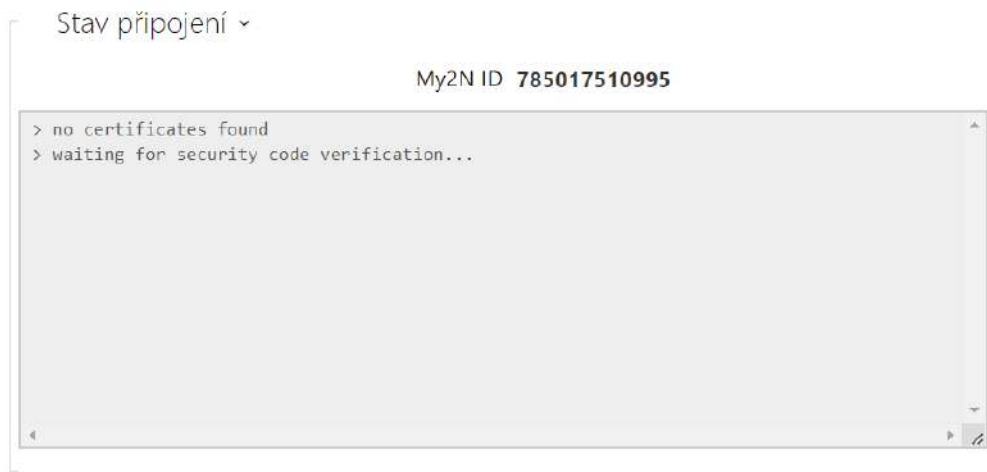 Stav připojení
My2N ID 785017510995
> no certificates found
> waiting for security code verification...